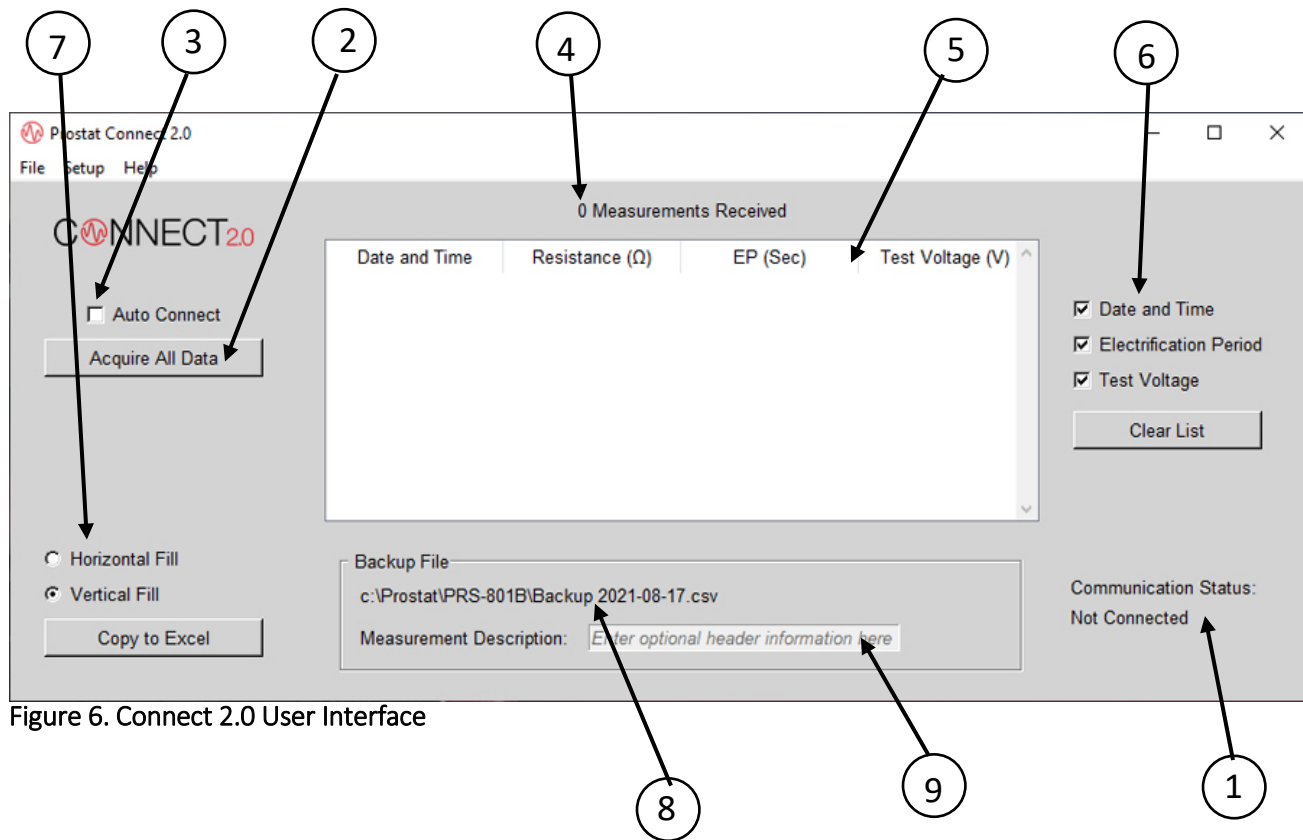 7 3 2 4 5 6
Prostat Connect 2.0
File Setup Help
CONNECT2.0
0 Measurements Received
Date and Time Resistance (Ω) EP (Sec) Test Voltage (V)
Auto Connect
Acquire All Data
Date and Time
Electrification Period
Test Voltage
Clear List
Horizontal Fill
Vertical Fill
Copy to Excel
Backup File
c:\Prostat\PRS-801B\Backup 2021-08-17.csv
Measurement Description: Enter optional header information here
Communication Status:
Not Connected
Figure 6. Connect 2.0 User Interface
8 9 1